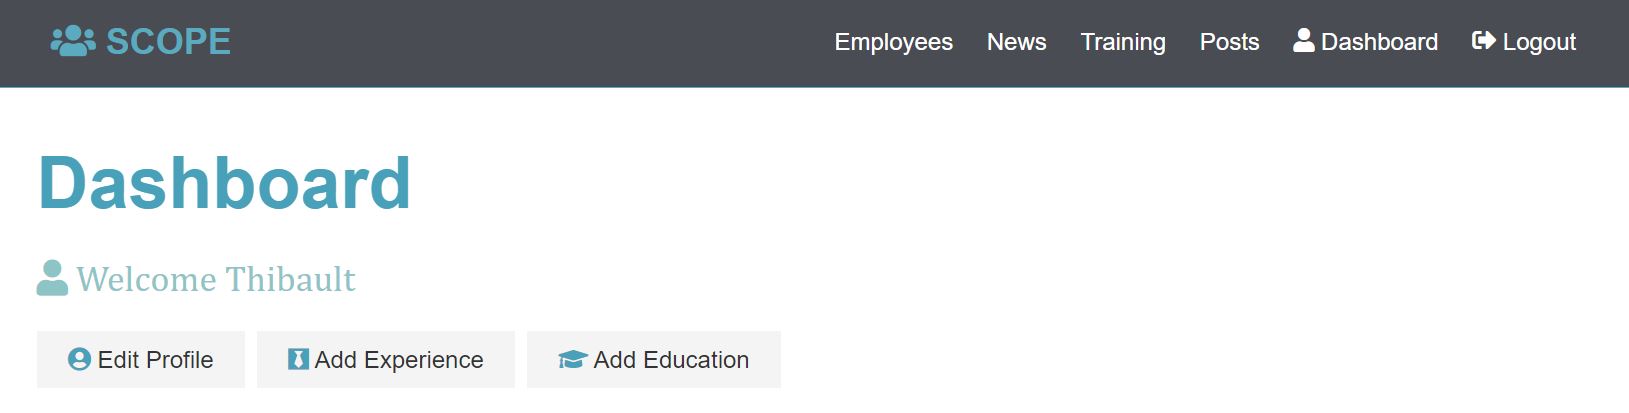 SCOPE Employees News Training Posts Dashboard Logout
Dashboard
Welcome Thibault
Edit Profile Add Experience Add Education